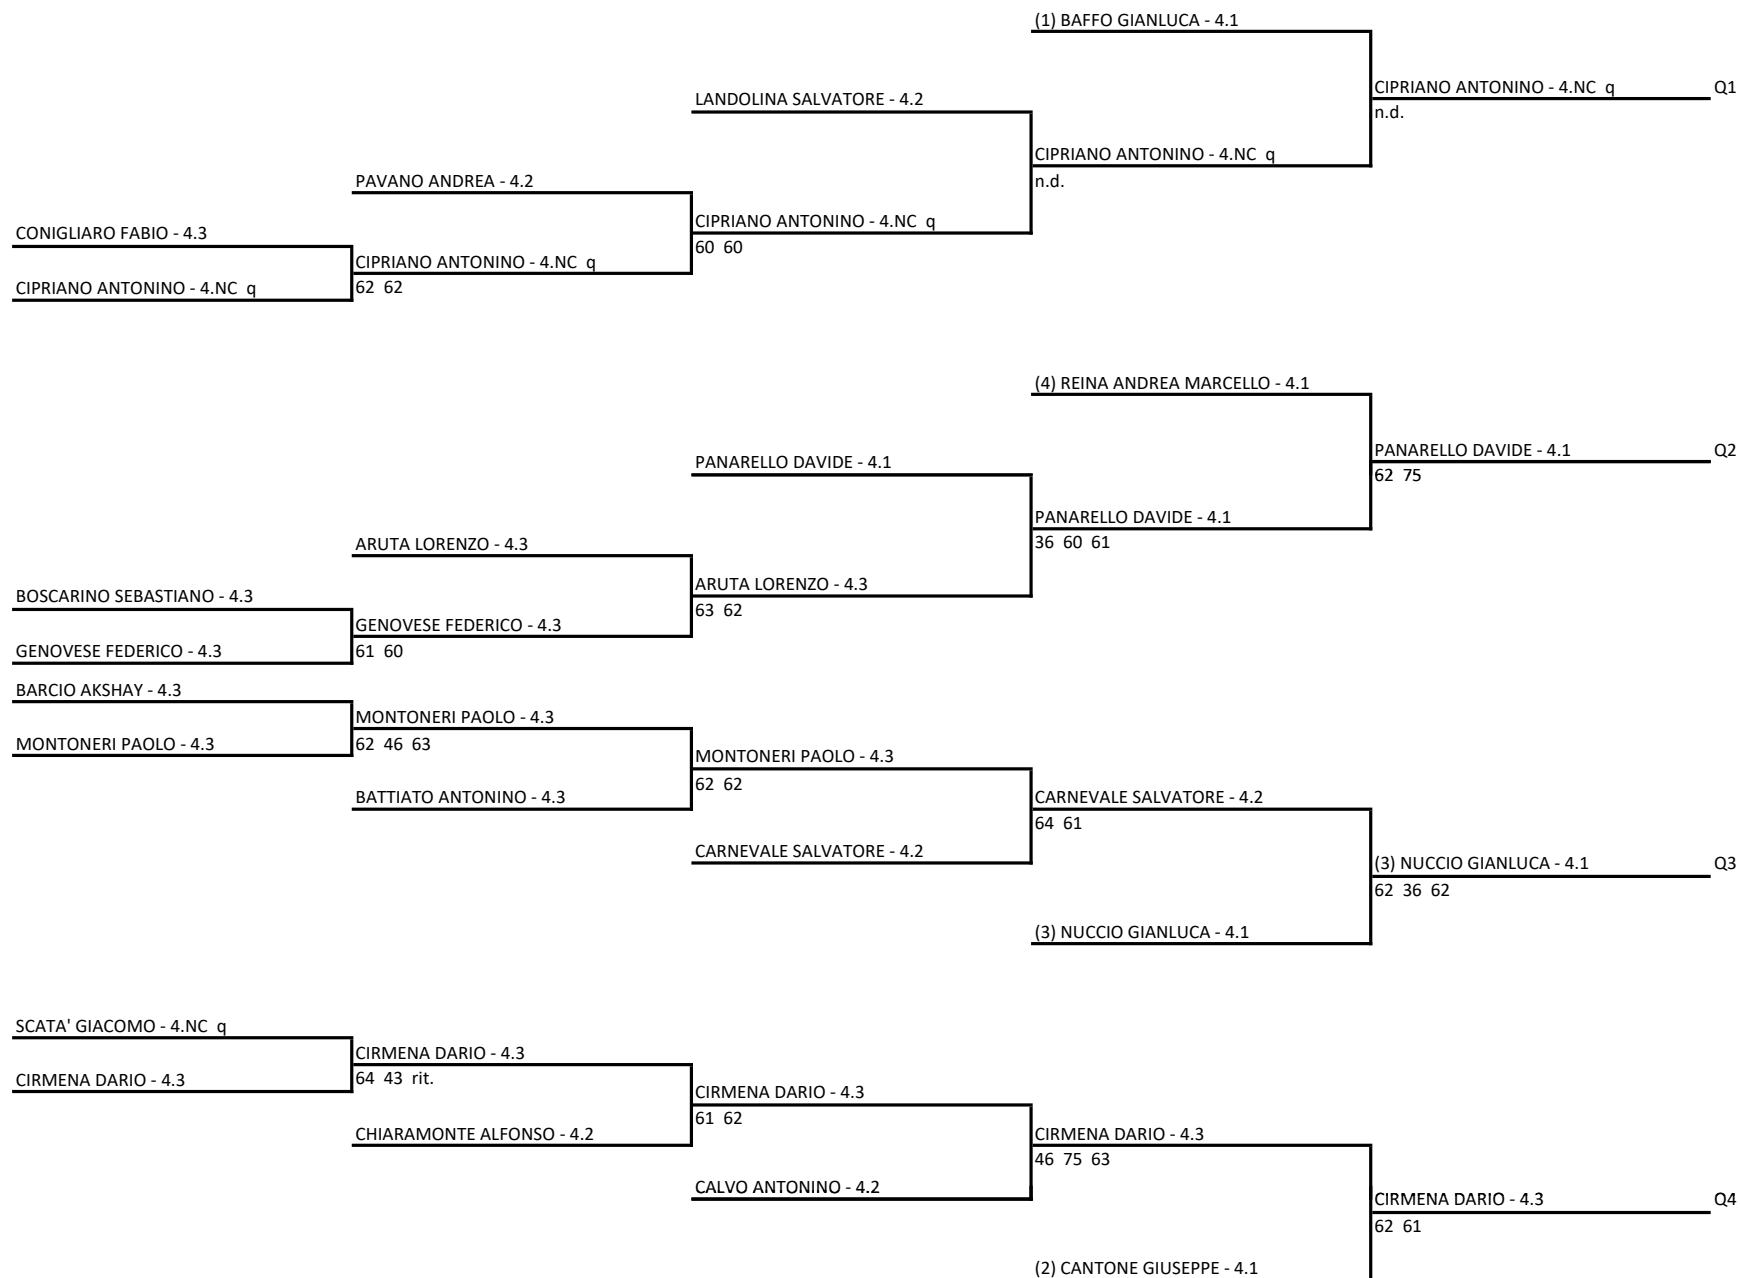 (1) BAFFO GIANLUCA - 4.1
CIPRIANO ANTONINO - 4.NC q
Q1
LANDOLINA SALVATORE - 4.2
n.d.
CIPRIANO ANTONINO - 4.NC q
PAVANO ANDREA - 4.2
n.d.
CIPRIANO ANTONINO - 4.NC q
CONIGLIARO FABIO - 4.3
60 60
CIPRIANO ANTONINO - 4.NC q
CIPRIANO ANTONINO - 4.NC q
62 62
(4) REINA ANDREA MARCELLO - 4.1
PANARELLO DAVIDE - 4.1
Q2
PANARELLO DAVIDE - 4.1
62 75
PANARELLO DAVIDE - 4.1
ARUTA LORENZO - 4.3
36 60 61
ARUTA LORENZO - 4.3
BOSCARINO SEBASTIANO - 4.3
63 62
GENOVESE FEDERICO - 4.3
GENOVESE FEDERICO - 4.3
61 60
BARCIO AKSHAY - 4.3
MONTONERI PAOLO - 4.3
MONTONERI PAOLO - 4.3
62 46 63
MONTONERI PAOLO - 4.3
62 62
BATTIATO ANTONINO - 4.3
CARNEVALE SALVATORE - 4.2
64 61
CARNEVALE SALVATORE - 4.2
(3) NUCCIO GIANLUCA - 4.1
Q3
62 36 62
(3) NUCCIO GIANLUCA - 4.1
SCATA' GIACOMO - 4.NC q
CIRMENA DARIO - 4.3
CIRMENA DARIO - 4.3
64 43 rit.
CIRMENA DARIO - 4.3
61 62
CHIARAMONTE ALFONSO - 4.2
CIRMENA DARIO - 4.3
46 75 63
CALVO ANTONINO - 4.2
CIRMENA DARIO - 4.3
Q4
62 61
(2) CANTONE GIUSEPPE - 4.1